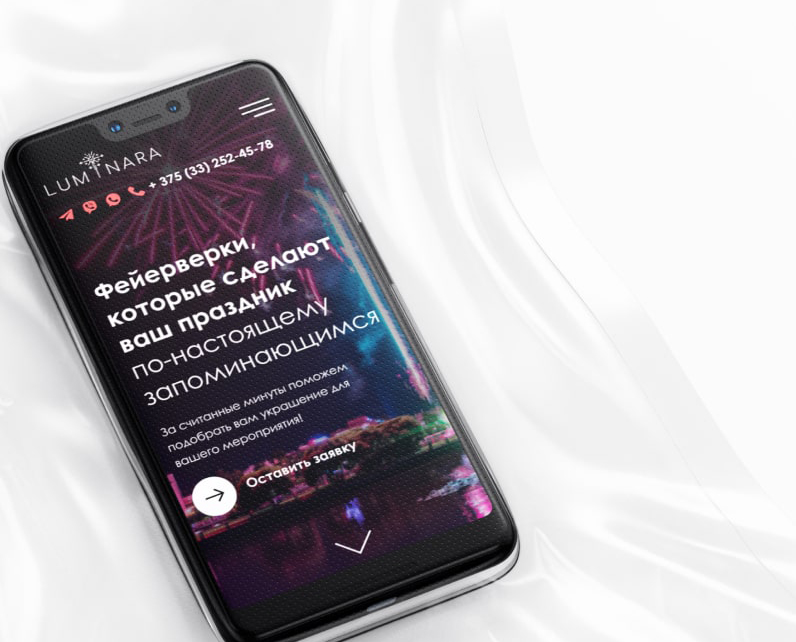 LUMINARA
+ 375 (33) 252-45-78
Фейерверки,
которые сделают
ваш праздник
по-настоящему
запоминающимся
За считанные минуты поможем
подобрать вам украшение для
вашего мероприятия!
Оставить заявку